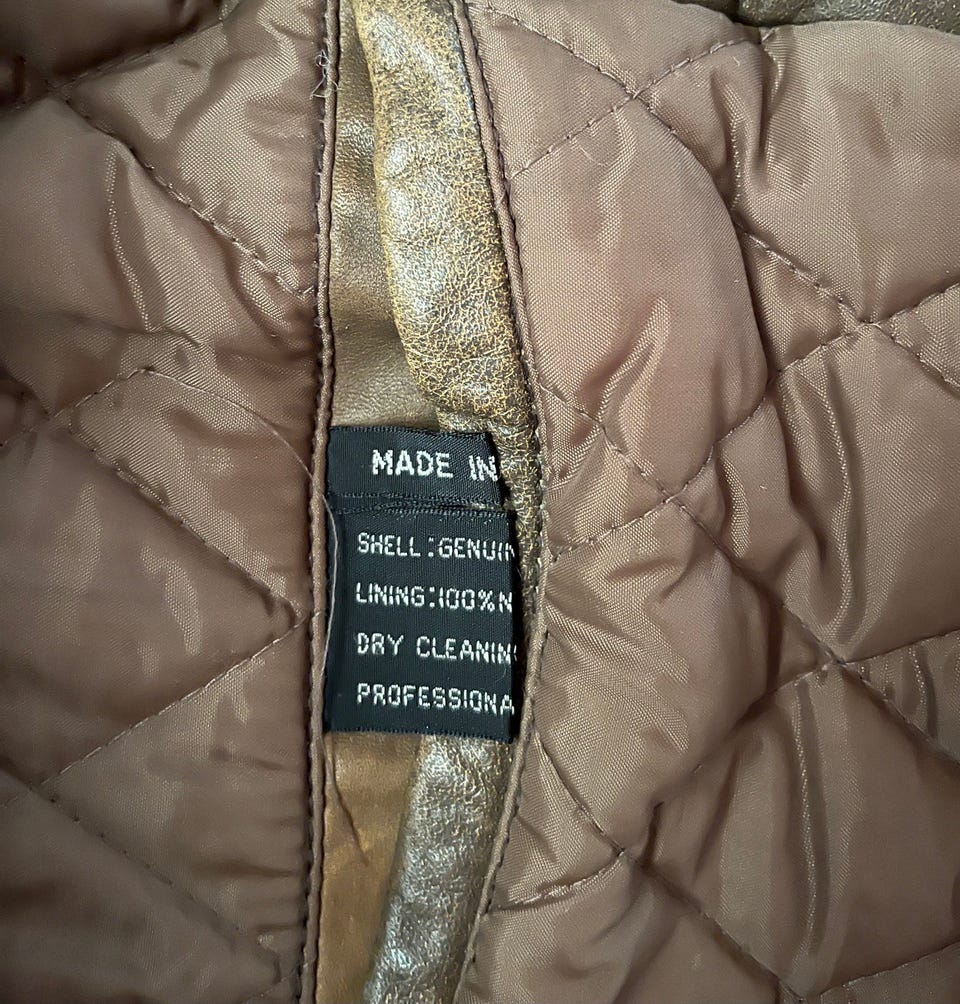 MADE IN
SHELL:GENUIN
LINING:100%N
DRY CLEANIN
PROFESSIONA